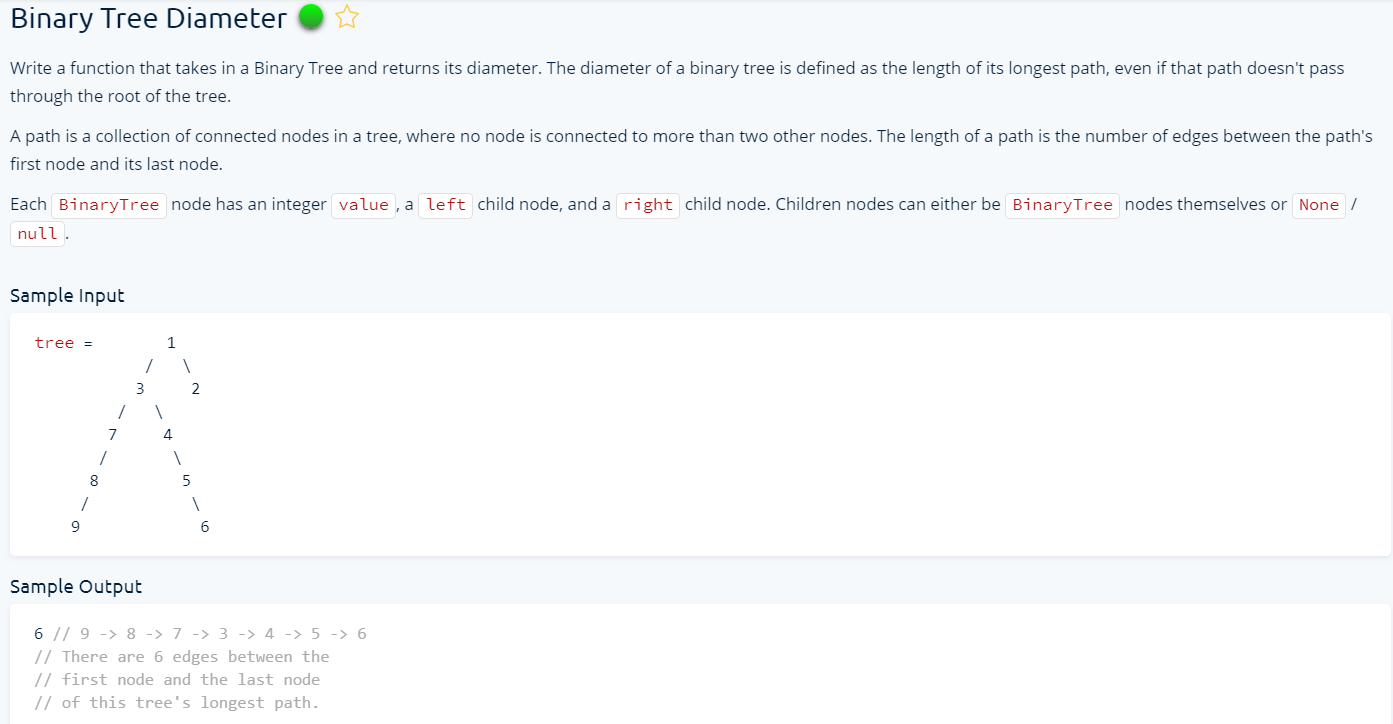 Binary Tree Diameter
Write a function that takes in a Binary Tree and returns its diameter. The diameter of a binary tree is defined as the length of its longest path, even if that path doesn't pass
through the root of the tree.
A path is a collection of connected nodes in a tree, where no node is connected to more than two other nodes. The length of a path is the number of edges between the path's
first node and its last node.
Each BinaryTree node has an integer value , a left child node, and a right child node. Children nodes can either be BinaryTree nodes themselves or None /
null .
Sample Input
tree =        1
            /   \
           3     2
         /   \
        7     4
       /       \
      8         5
     /           \
    9             6
Sample Output
6 // 9 -> 8 -> 7 -> 3 -> 4 -> 5 -> 6
// There are 6 edges between the
// first node and the last node
// of this tree's longest path.